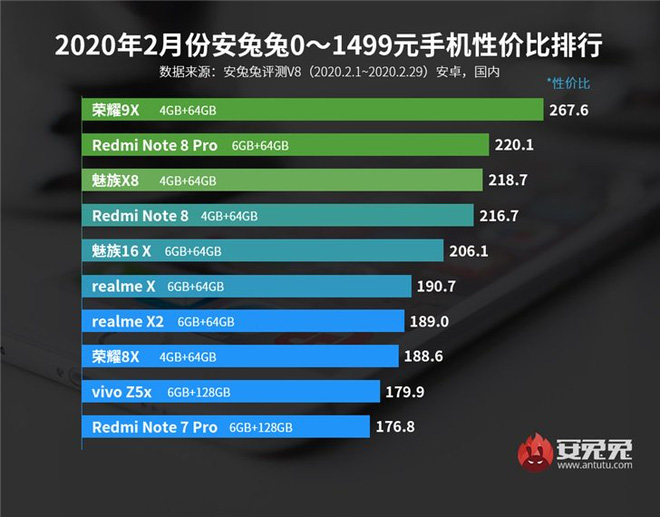 2020年2月份安兔兔0～1499元手机性价比排行
数据来源：安兔兔评测V8（2020.2.1~2020.2.29）安卓，国内
*性价比
荣耀9X 4GB+64GB 267.6
Redmi Note 8 Pro 6GB+64GB 220.1
魅族X8 4GB+64GB 218.7
Redmi Note 8 4GB+64GB 216.7
魅族16 X 6GB+64GB 206.1
realme X 6GB+64GB 190.7
realme X2 6GB+64GB 189.0
荣耀8X 4GB+64GB 188.6
vivo Z5x 6GB+128GB 179.9
Redmi Note 7 Pro 6GB+128GB 176.8
安兔兔
www.antutu.com